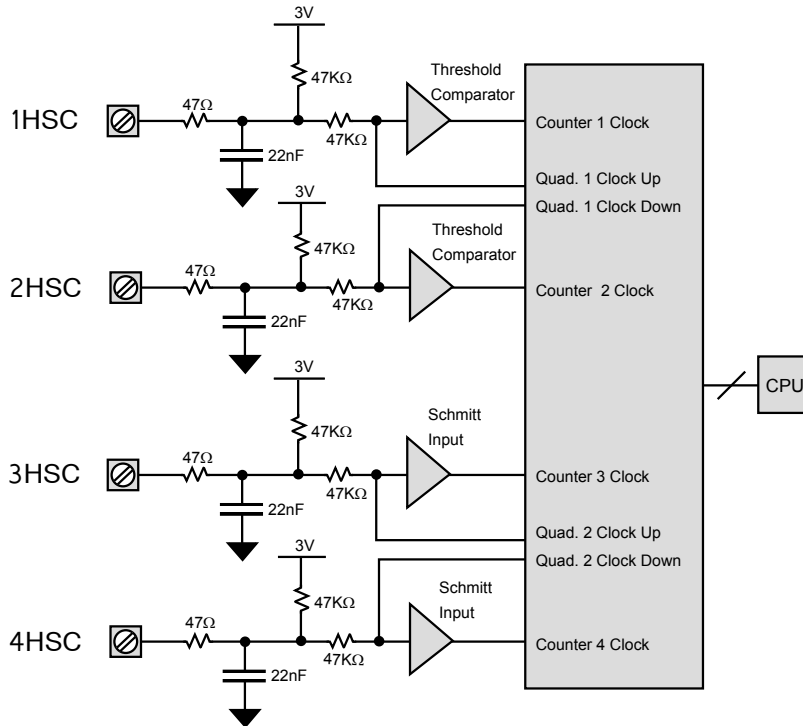 3V
47KΩ
Threshold
Comparator
47Ω
1HSC
47KΩ
Counter 1 Clock
22nF
Quad. 1 Clock Up
3V
Quad. 1 Clock Down
47KΩ
Threshold
Comparator
47Ω
2HSC
47KΩ
Counter 2 Clock
22nF
3V
CPU
47KΩ
Schmitt
Input
47Ω
3HSC
47KΩ
Counter 3 Clock
22nF
Quad. 2 Clock Up
3V
Quad. 2 Clock Down
47KΩ
Schmitt
Input
47Ω
4HSC
47KΩ
Counter 4 Clock
22nF